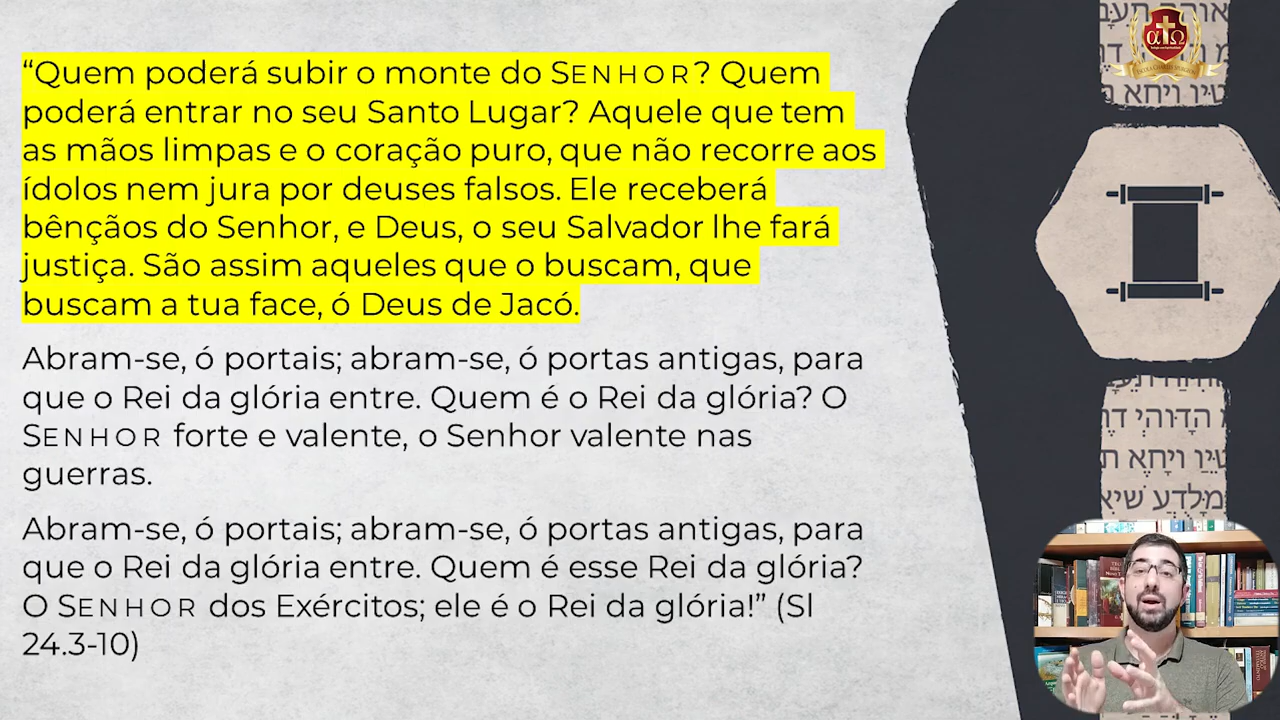 “Quem poderá subir o monte do SENHOR? Quem
poderá entrar no seu Santo Lugar? Aquele que tem
as mãos limpas e o coração puro, que não recorre aos
ídolos nem jura por deuses falsos. Ele receberá
bênçãos do Senhor, e Deus, o seu Salvador lhe fará
justiça. São assim aqueles que o buscam, que
buscam a tua face, ó Deus de Jacó.
Abram-se, ó portais; abram-se, ó portas antigas, para
que o Rei da glória entre. Quem é o Rei da glória? O
SENHOR forte e valente, o Senhor valente nas
guerras.
Abram-se, ó portais; abram-se, ó portas antigas, para
que o Rei da glória entre. Quem é esse Rei da glória?
O SENHOR dos Exércitos; ele é o Rei da glória!” (Sl
24.3-10)
α Ω